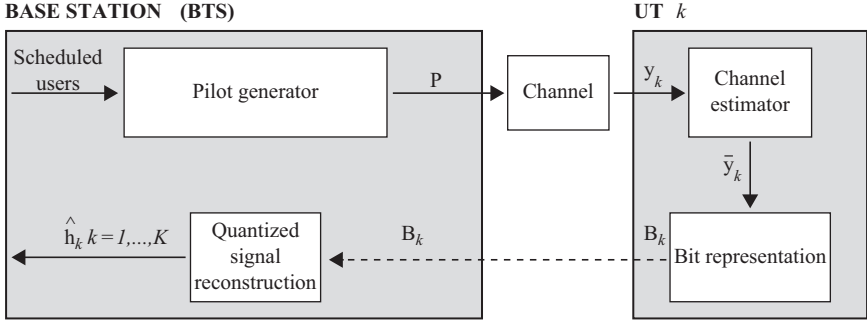 BASE STATION (BTS)
UT k
Scheduled
users
Pilot generator
P
Channel
y_k
Channel
estimator
ȳ_k
ĥ_k k = 1,...,K
Quantized
signal
reconstruction
B_k
B_k
Bit representation